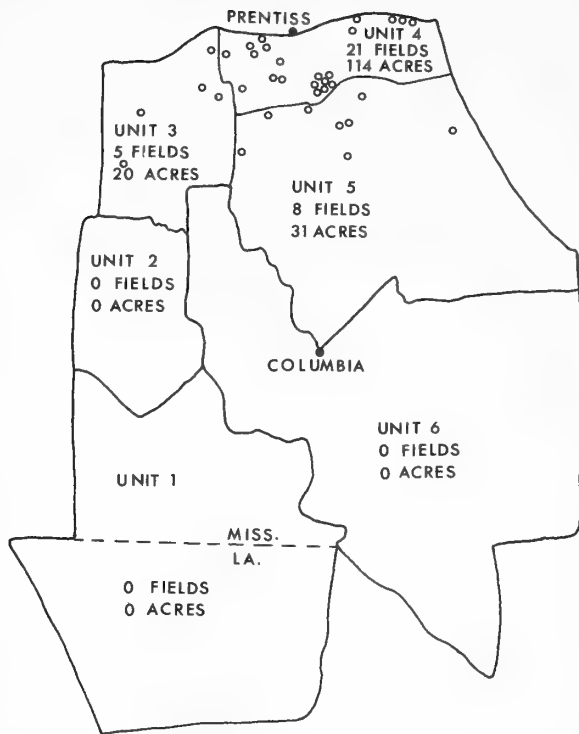 PRENTISS
UNIT 4
21 FIELDS
114 ACRES
UNIT 3
5 FIELDS
20 ACRES
UNIT 5
8 FIELDS
31 ACRES
UNIT 2
0 FIELDS
0 ACRES
COLUMBIA
UNIT 6
0 FIELDS
0 ACRES
UNIT 1
MISS.
LA.
0 FIELDS
0 ACRES